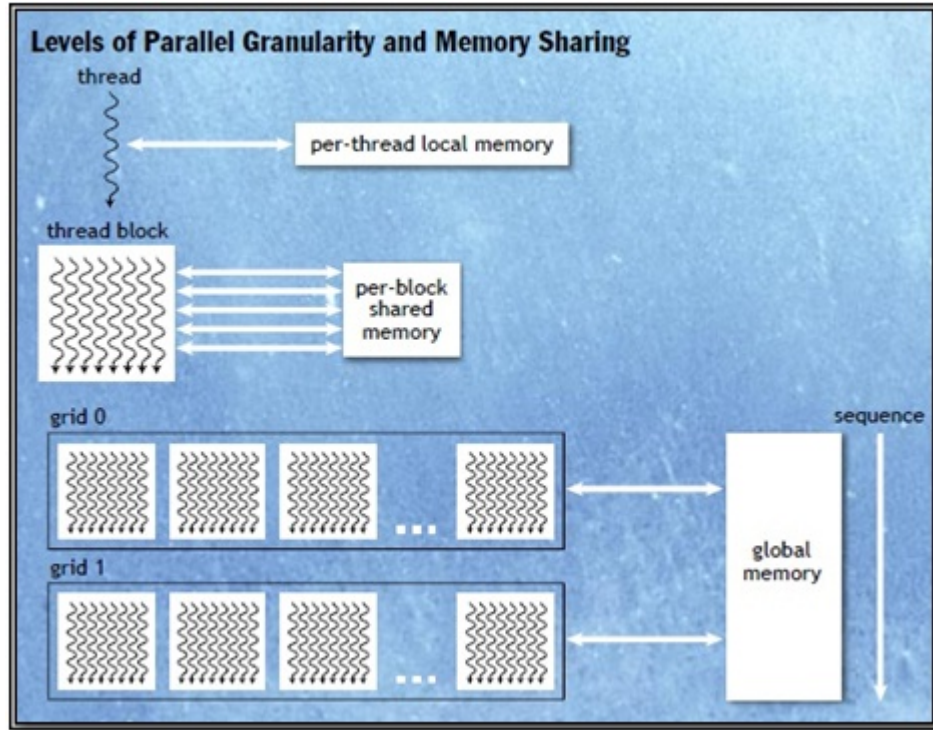 Levels of Parallel Granularity and Memory Sharing
thread
per-thread local memory
thread block
per-block
shared
memory
grid 0
sequence
...
global
memory
grid 1
...